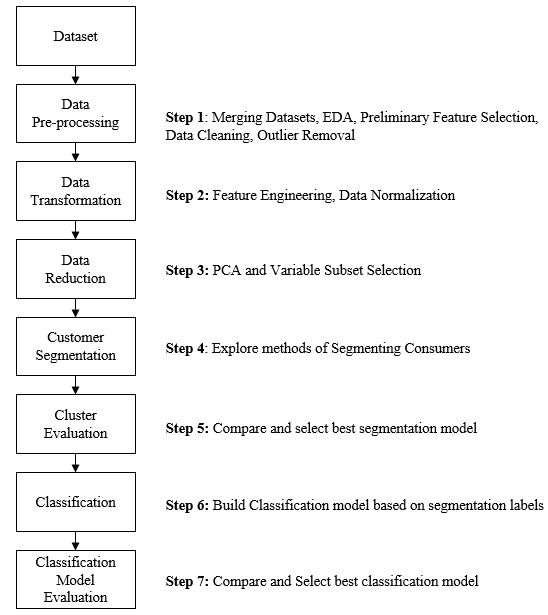 Dataset
Data
Pre-processing
Step 1: Merging Datasets, EDA, Preliminary Feature Selection,
Data Cleaning, Outlier Removal
Data
Transformation
Step 2: Feature Engineering, Data Normalization
Data
Reduction
Step 3: PCA and Variable Subset Selection
Customer
Segmentation
Step 4: Explore methods of Segmenting Consumers
Cluster
Evaluation
Step 5: Compare and select best segmentation model
Classification
Step 6: Build Classification model based on segmentation labels
Classification
Model
Evaluation
Step 7: Compare and Select best classification model